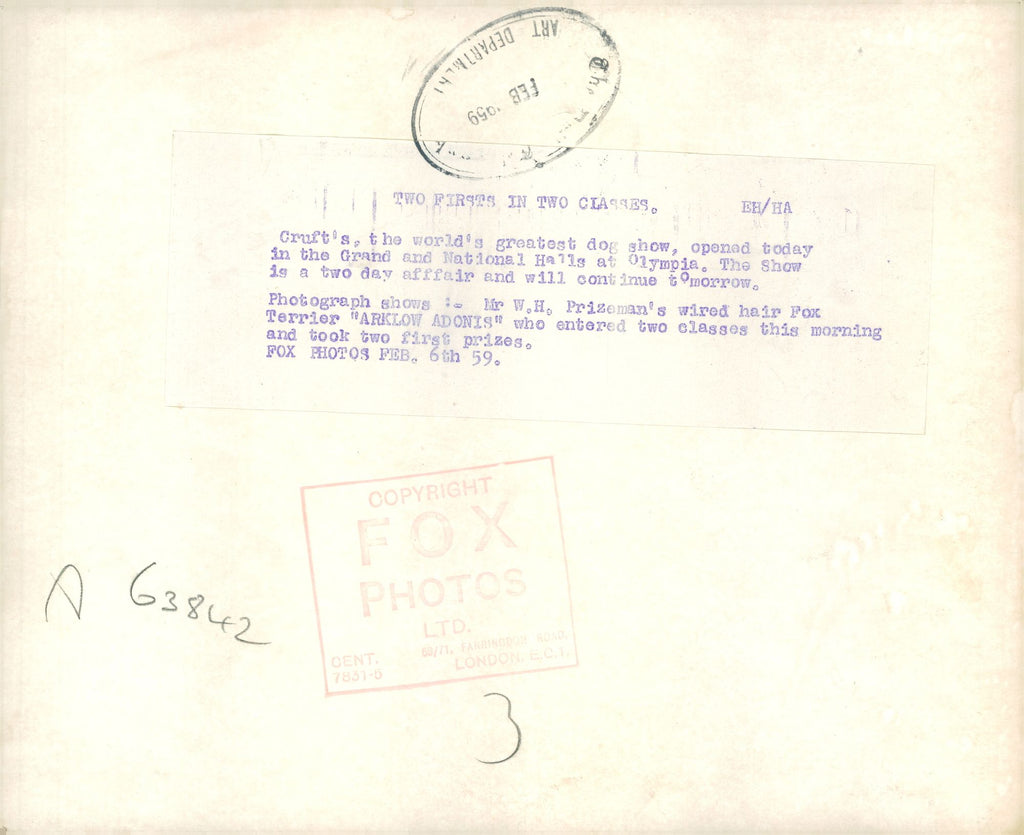 ART DEPARTMENT
FEB 1959
The
TWO FIRSTS IN TWO CLASSES. EH/HA
Cruft's, the world's greatest dog show, opened today
in the Grand and National Halls at Olympia. The Show
is a two day afffair and will continue tomorrow.
Photograph shows :- Mr W.H. Prizeman's wired hair Fox
Terrier "ARKLOW ADONIS" who entered two classes this morning
and took two first prizes.
FOX PHOTOS FEB. 6th 59.
COPYRIGHT
FOX
PHOTOS
LTD.
69/71, FARRINGDON ROAD,
CENT. LONDON, E.C.1.
7831-5
A 63842
3